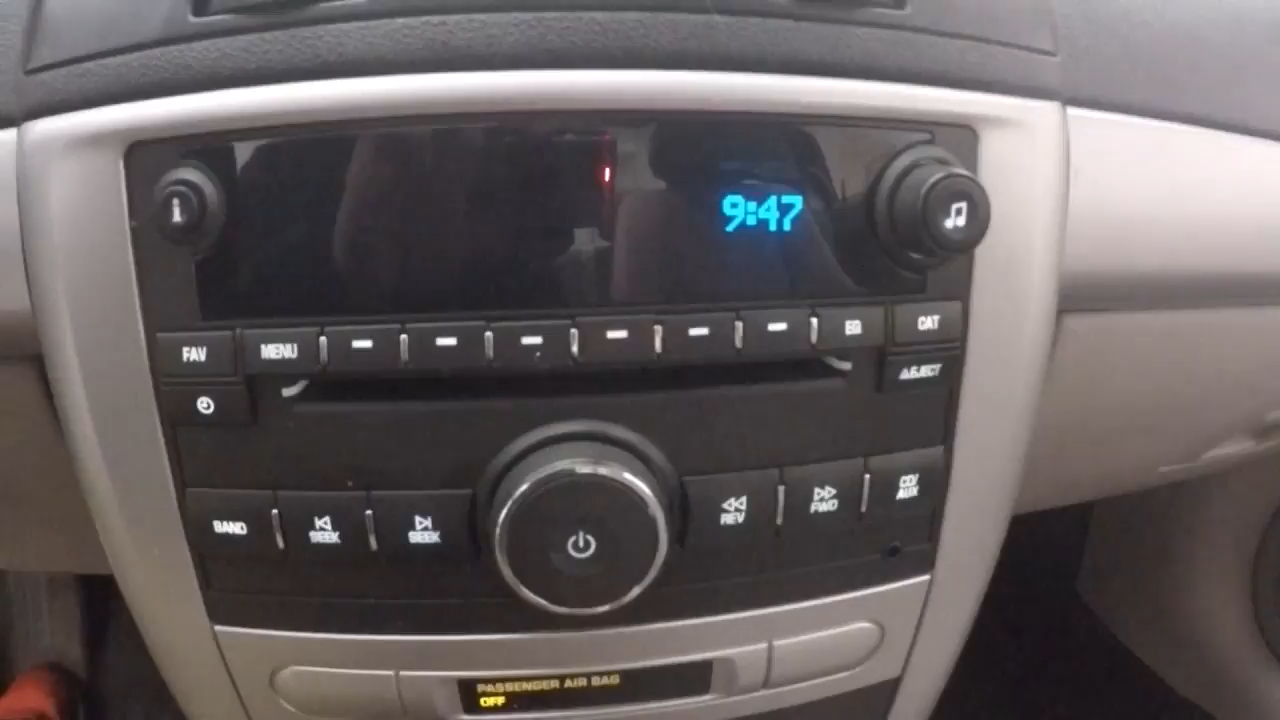 i
9:47
FAV
MENU
EQ
CAT
EJECT
BAND
SEEK
SEEK
REV
FWD
CD/
AUX
PASSENGER AIR BAG
OFF